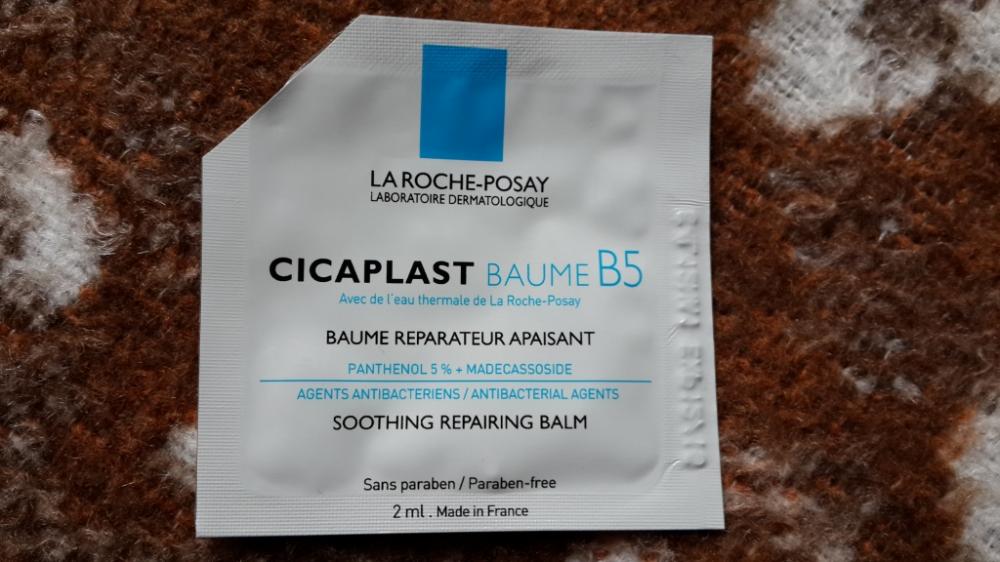 LA ROCHE-POSAY
LABORATOIRE DERMATOLOGIQUE
CICAPLAST BAUME B5
Avec de l'eau thermale de La Roche-Posay
BAUME REPARATEUR APAISANT
PANTHENOL 5 % + MADECASSOSIDE
AGENTS ANTIBACTERIENS / ANTIBACTERIAL AGENTS
SOOTHING REPAIRING BALM
Sans paraben / Paraben-free
2 ml . Made in France